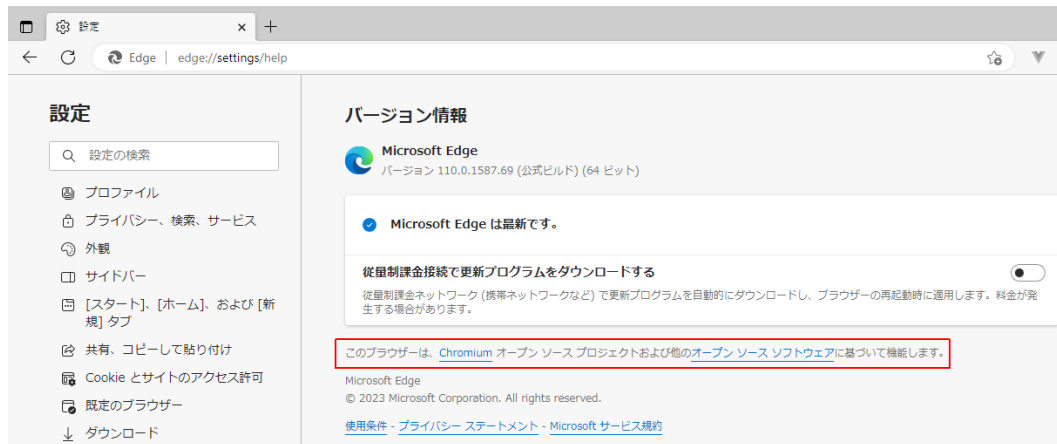 設定
Edge | edge://settings/help
設定
設定の検索
プロファイル
プライバシー、検索、サービス
外観
サイドバー
[スタート]、[ホーム]、および [新
規] タブ
共有、コピーして貼り付け
Cookie とサイトのアクセス許可
既定のブラウザー
ダウンロード
バージョン情報
Microsoft Edge
バージョン 110.0.1587.69 (公式ビルド) (64 ビット)
Microsoft Edge は最新です。
従量制課金接続で更新プログラムをダウンロードする
従量制課金ネットワーク (携帯ネットワークなど) で更新プログラムを自動的にダウンロードし、ブラウザーの再起動時に適用します。料金が発
生する場合があります。
このブラウザーは、Chromium オープン ソース プロジェクトおよび他のオープン ソース ソフトウェアに基づいて機能します。
Microsoft Edge
© 2023 Microsoft Corporation. All rights reserved.
使用条件 - プライバシー ステートメント - Microsoft サービス規約